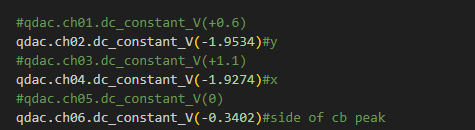 #qdac.ch01.dc_constant_V(+0.6)
qdac.ch02.dc_constant_V(-1.9534)#y
#qdac.ch03.dc_constant_V(+1.1)
qdac.ch04.dc_constant_V(-1.9274)#x
#qdac.ch05.dc_constant_V(0)
qdac.ch06.dc_constant_V(-0.3402)#side of cb peak